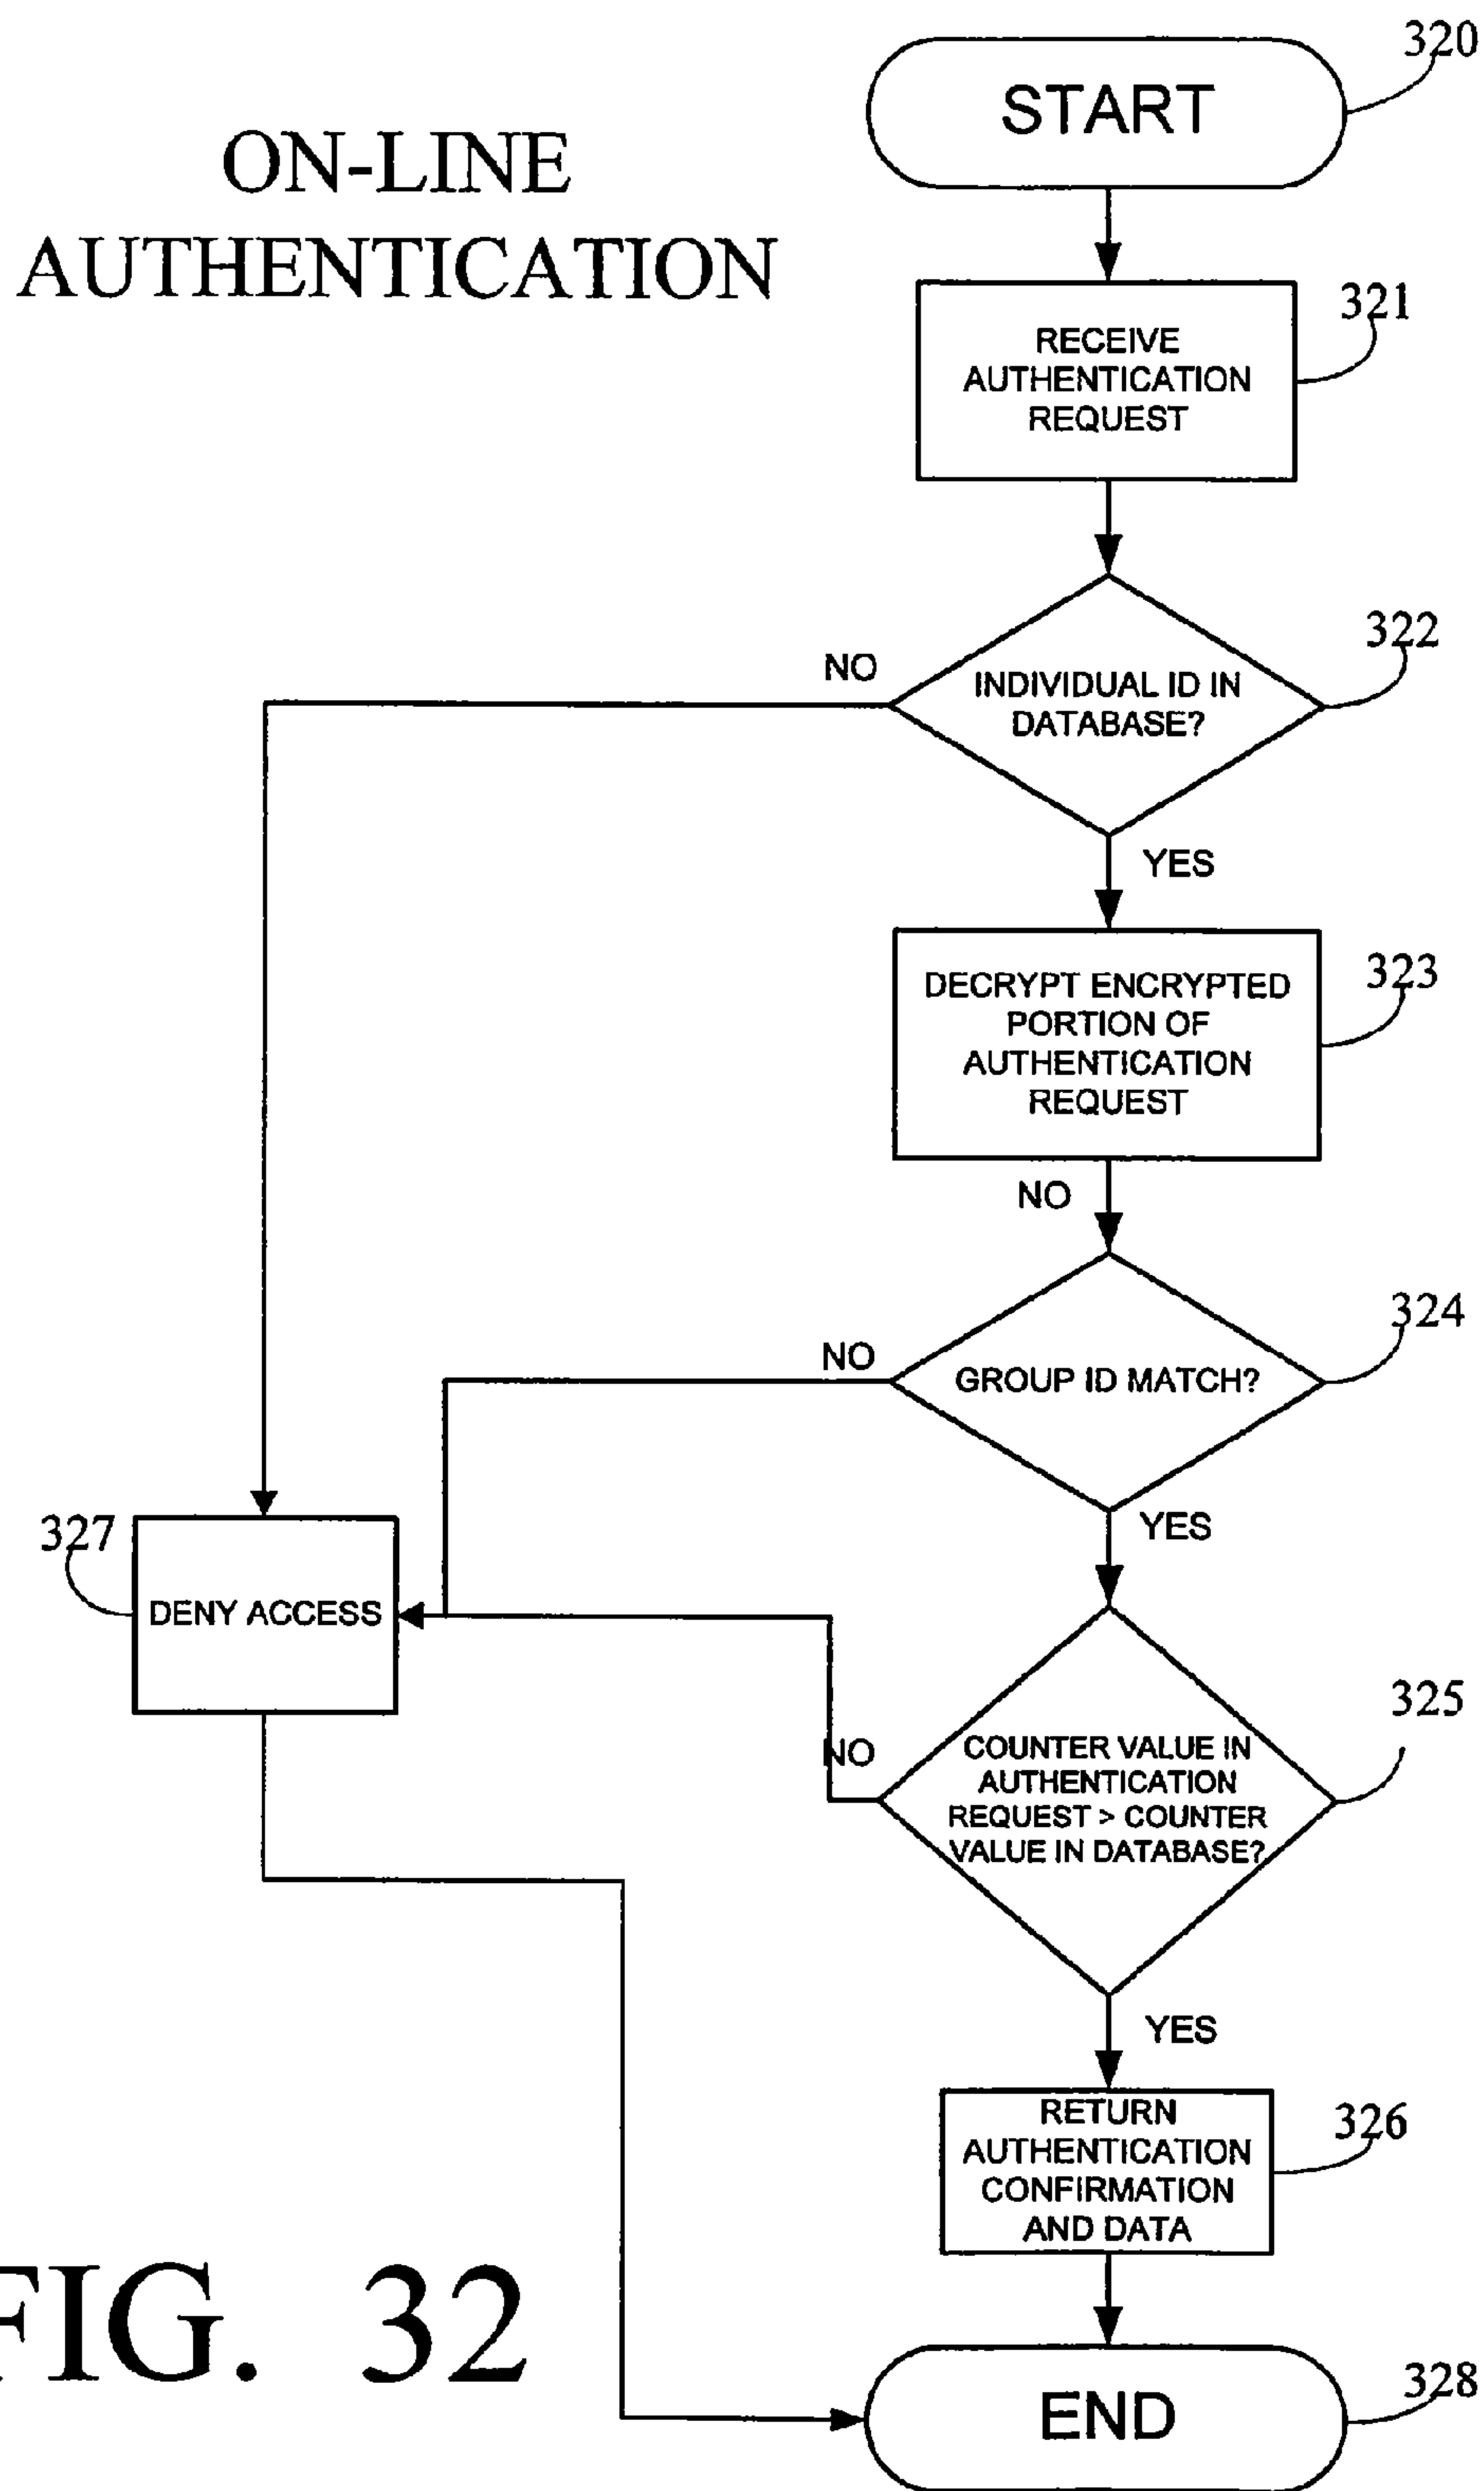 320
START
ON-LINE
AUTHENTICATION
321
RECEIVE
AUTHENTICATION
REQUEST
322
NO
INDIVIDUAL ID IN
DATABASE?
YES
323
DECRYPT ENCRYPTED
PORTION OF
AUTHENTICATION
REQUEST
NO
324
NO
GROUP ID MATCH?
YES
327
DENY ACCESS
325
NO
COUNTER VALUE IN
AUTHENTICATION
REQUEST > COUNTER
VALUE IN DATABASE?
YES
326
RETURN
AUTHENTICATION
CONFIRMATION
AND DATA
FIG. 32
328
END